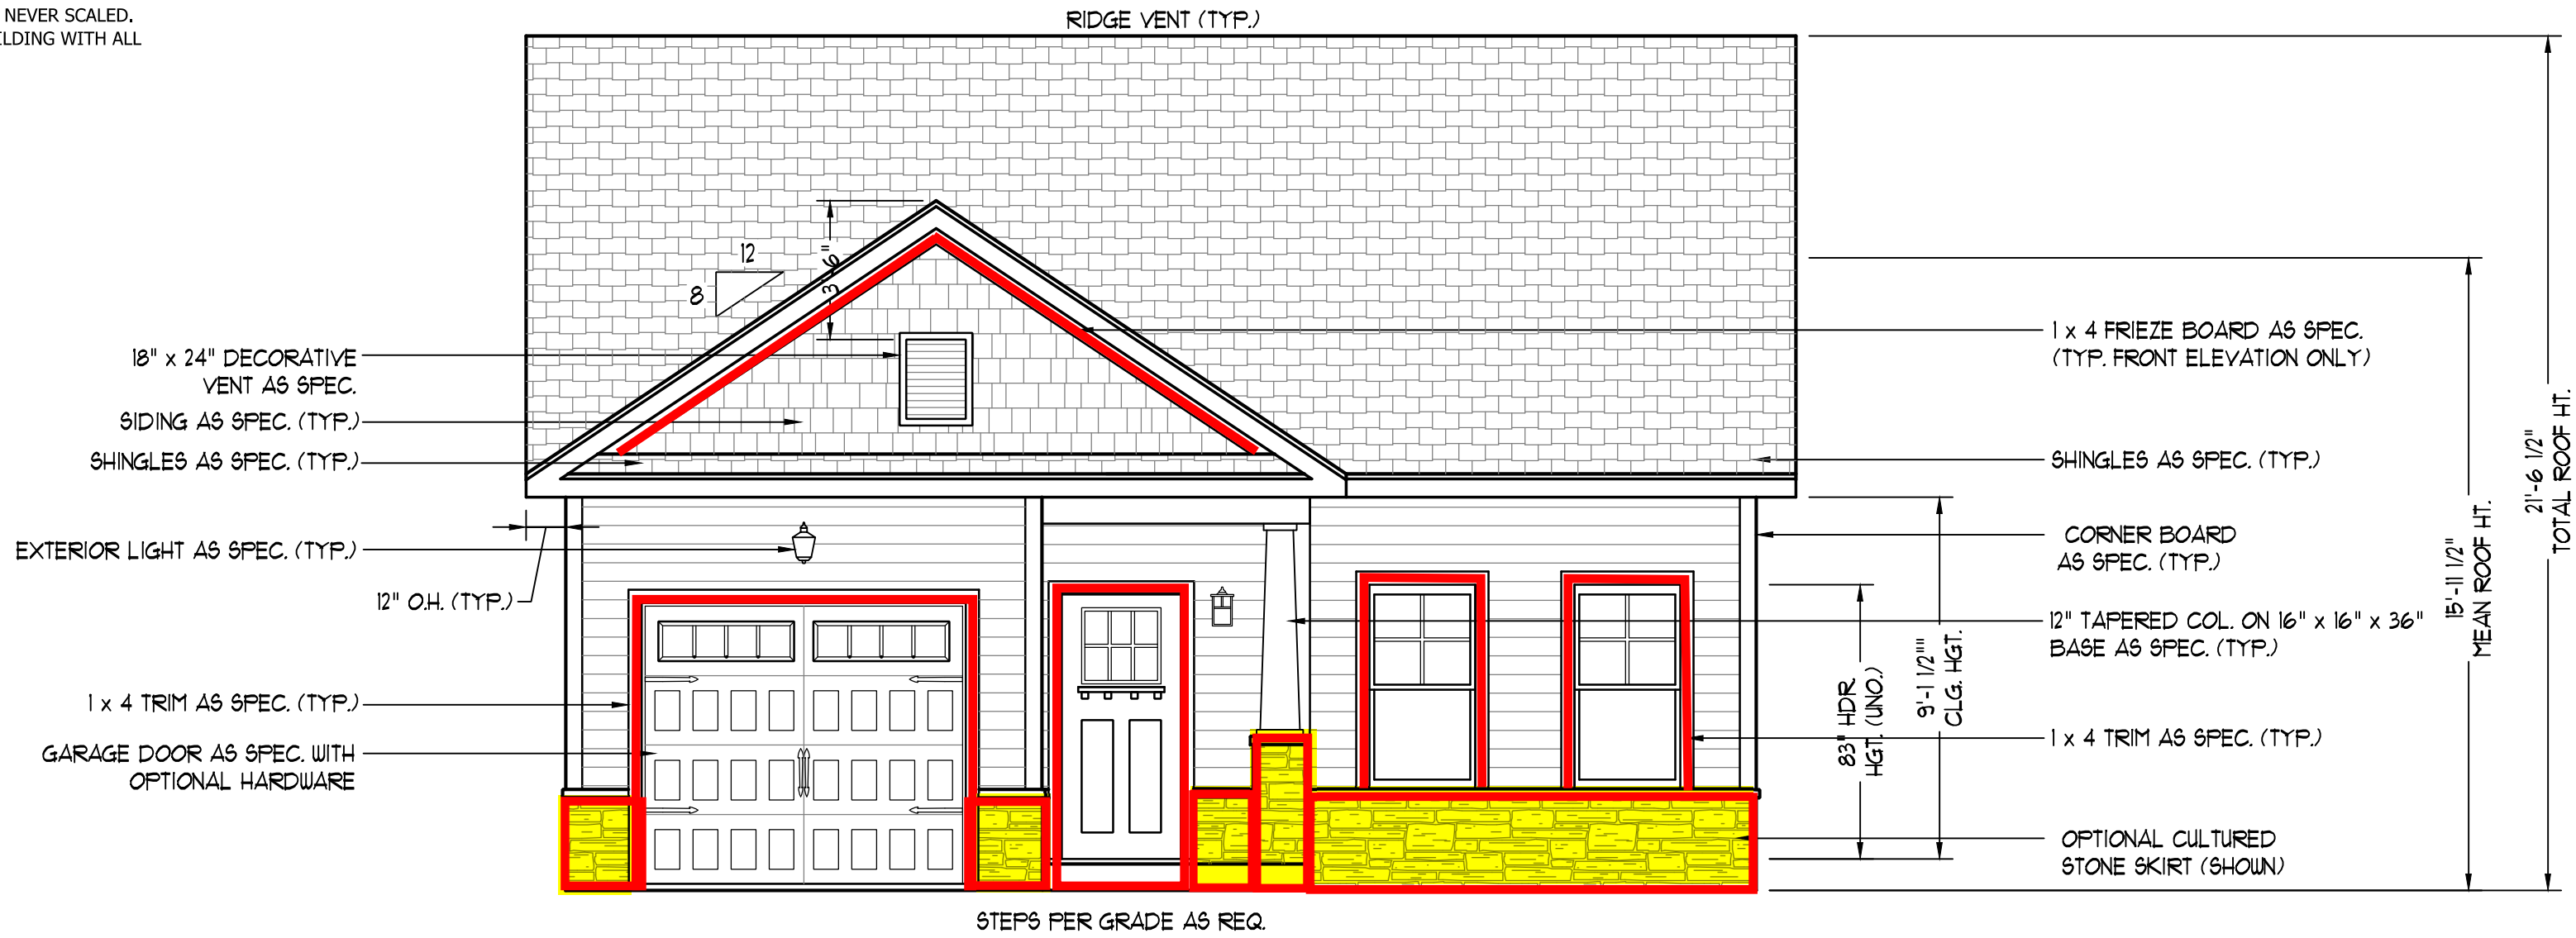 NEVER SCALED.
ILDING WITH ALL
RIDGE VENT (TYP.)
12
8
3'-6"
18" x 24" DECORATIVE
VENT AS SPEC.
SIDING AS SPEC. (TYP.)
SHINGLES AS SPEC. (TYP.)
EXTERIOR LIGHT AS SPEC. (TYP.)
12" O.H. (TYP.)
1 x 4 TRIM AS SPEC. (TYP.)
GARAGE DOOR AS SPEC. WITH
OPTIONAL HARDWARE
1 x 4 FRIEZE BOARD AS SPEC.
(TYP. FRONT ELEVATION ONLY)
SHINGLES AS SPEC. (TYP.)
CORNER BOARD
AS SPEC. (TYP.)
12" TAPERED COL. ON 16" x 16" x 36"
BASE AS SPEC. (TYP.)
1 x 4 TRIM AS SPEC. (TYP.)
OPTIONAL CULTURED
STONE SKIRT (SHOWN)
83" HDR
HGT. (UNO.)
9'-1 1/2""
CLG. HGT.
15'-11 1/2"
MEAN ROOF HT.
21'-6 1/2"
TOTAL ROOF HT.
STEPS PER GRADE AS REQ.